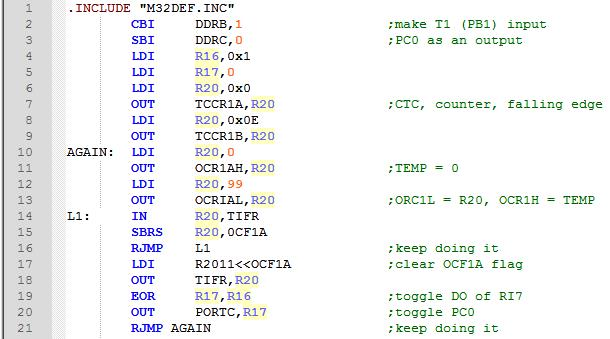 1 .INCLUDE "M32DEF.INC"
2 CBI DDRB,1 ;make T1 (PB1) input
3 SBI DDRC,0 ;PC0 as an output
4 LDI R16,0x1
5 LDI R17,0
6 LDI R20,0x0
7 OUT TCCR1A,R20 ;CTC, counter, falling edge
8 LDI R20,0x0E
9 OUT TCCR1B,R20
10 AGAIN: LDI R20,0
11 OUT OCR1AH,R20 ;TEMP = 0
12 LDI R20,99
13 OUT OCRIAL,R20 ;ORC1L = R20, OCR1H = TEMP
14 L1: IN R20,TIFR
15 SBRS R20,0CF1A
16 RJMP L1 ;keep doing it
17 LDI R2011<<OCF1A ;clear OCF1A flag
18 OUT TIFR,R20
19 EOR R17,R16 ;toggle DO of RI7
20 OUT PORTC,R17 ;toggle PC0
21 RJMP AGAIN ;keep doing it